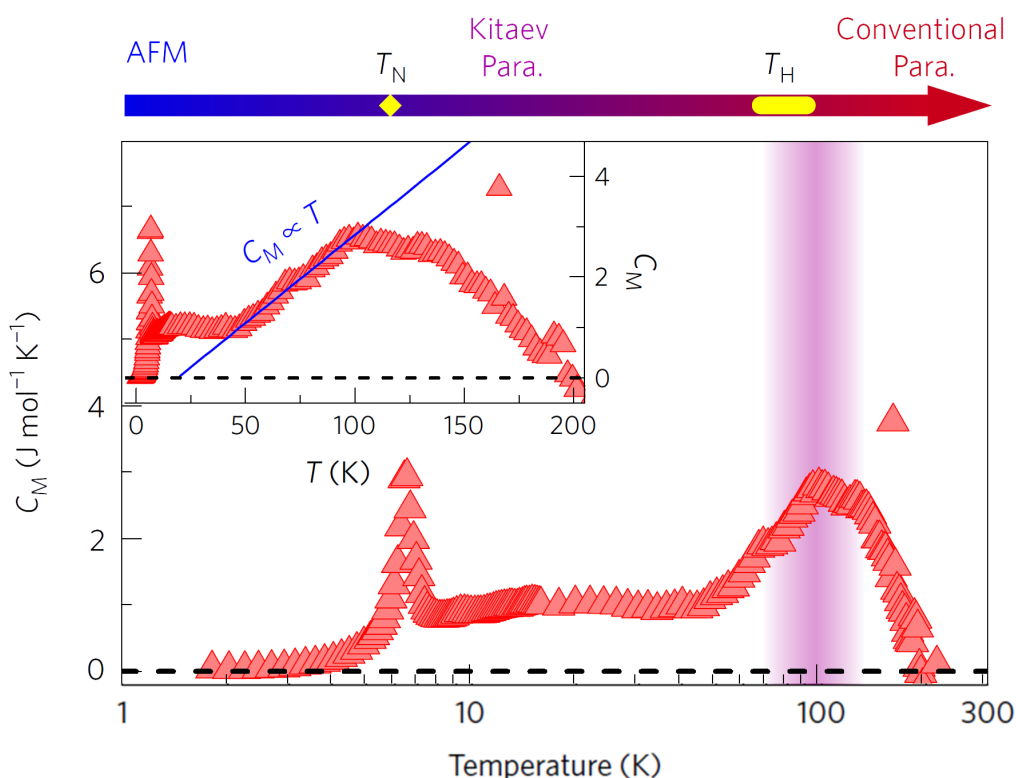 AFM
Kitaev
Para.
Conventional
Para.
T_N
T_H
C_M ∝ T
4
2
0
C_M
0 50 100 150 200
T (K)
6
4
2
0
C_M (J mol⁻¹ K⁻¹)
1 10 100 300
Temperature (K)